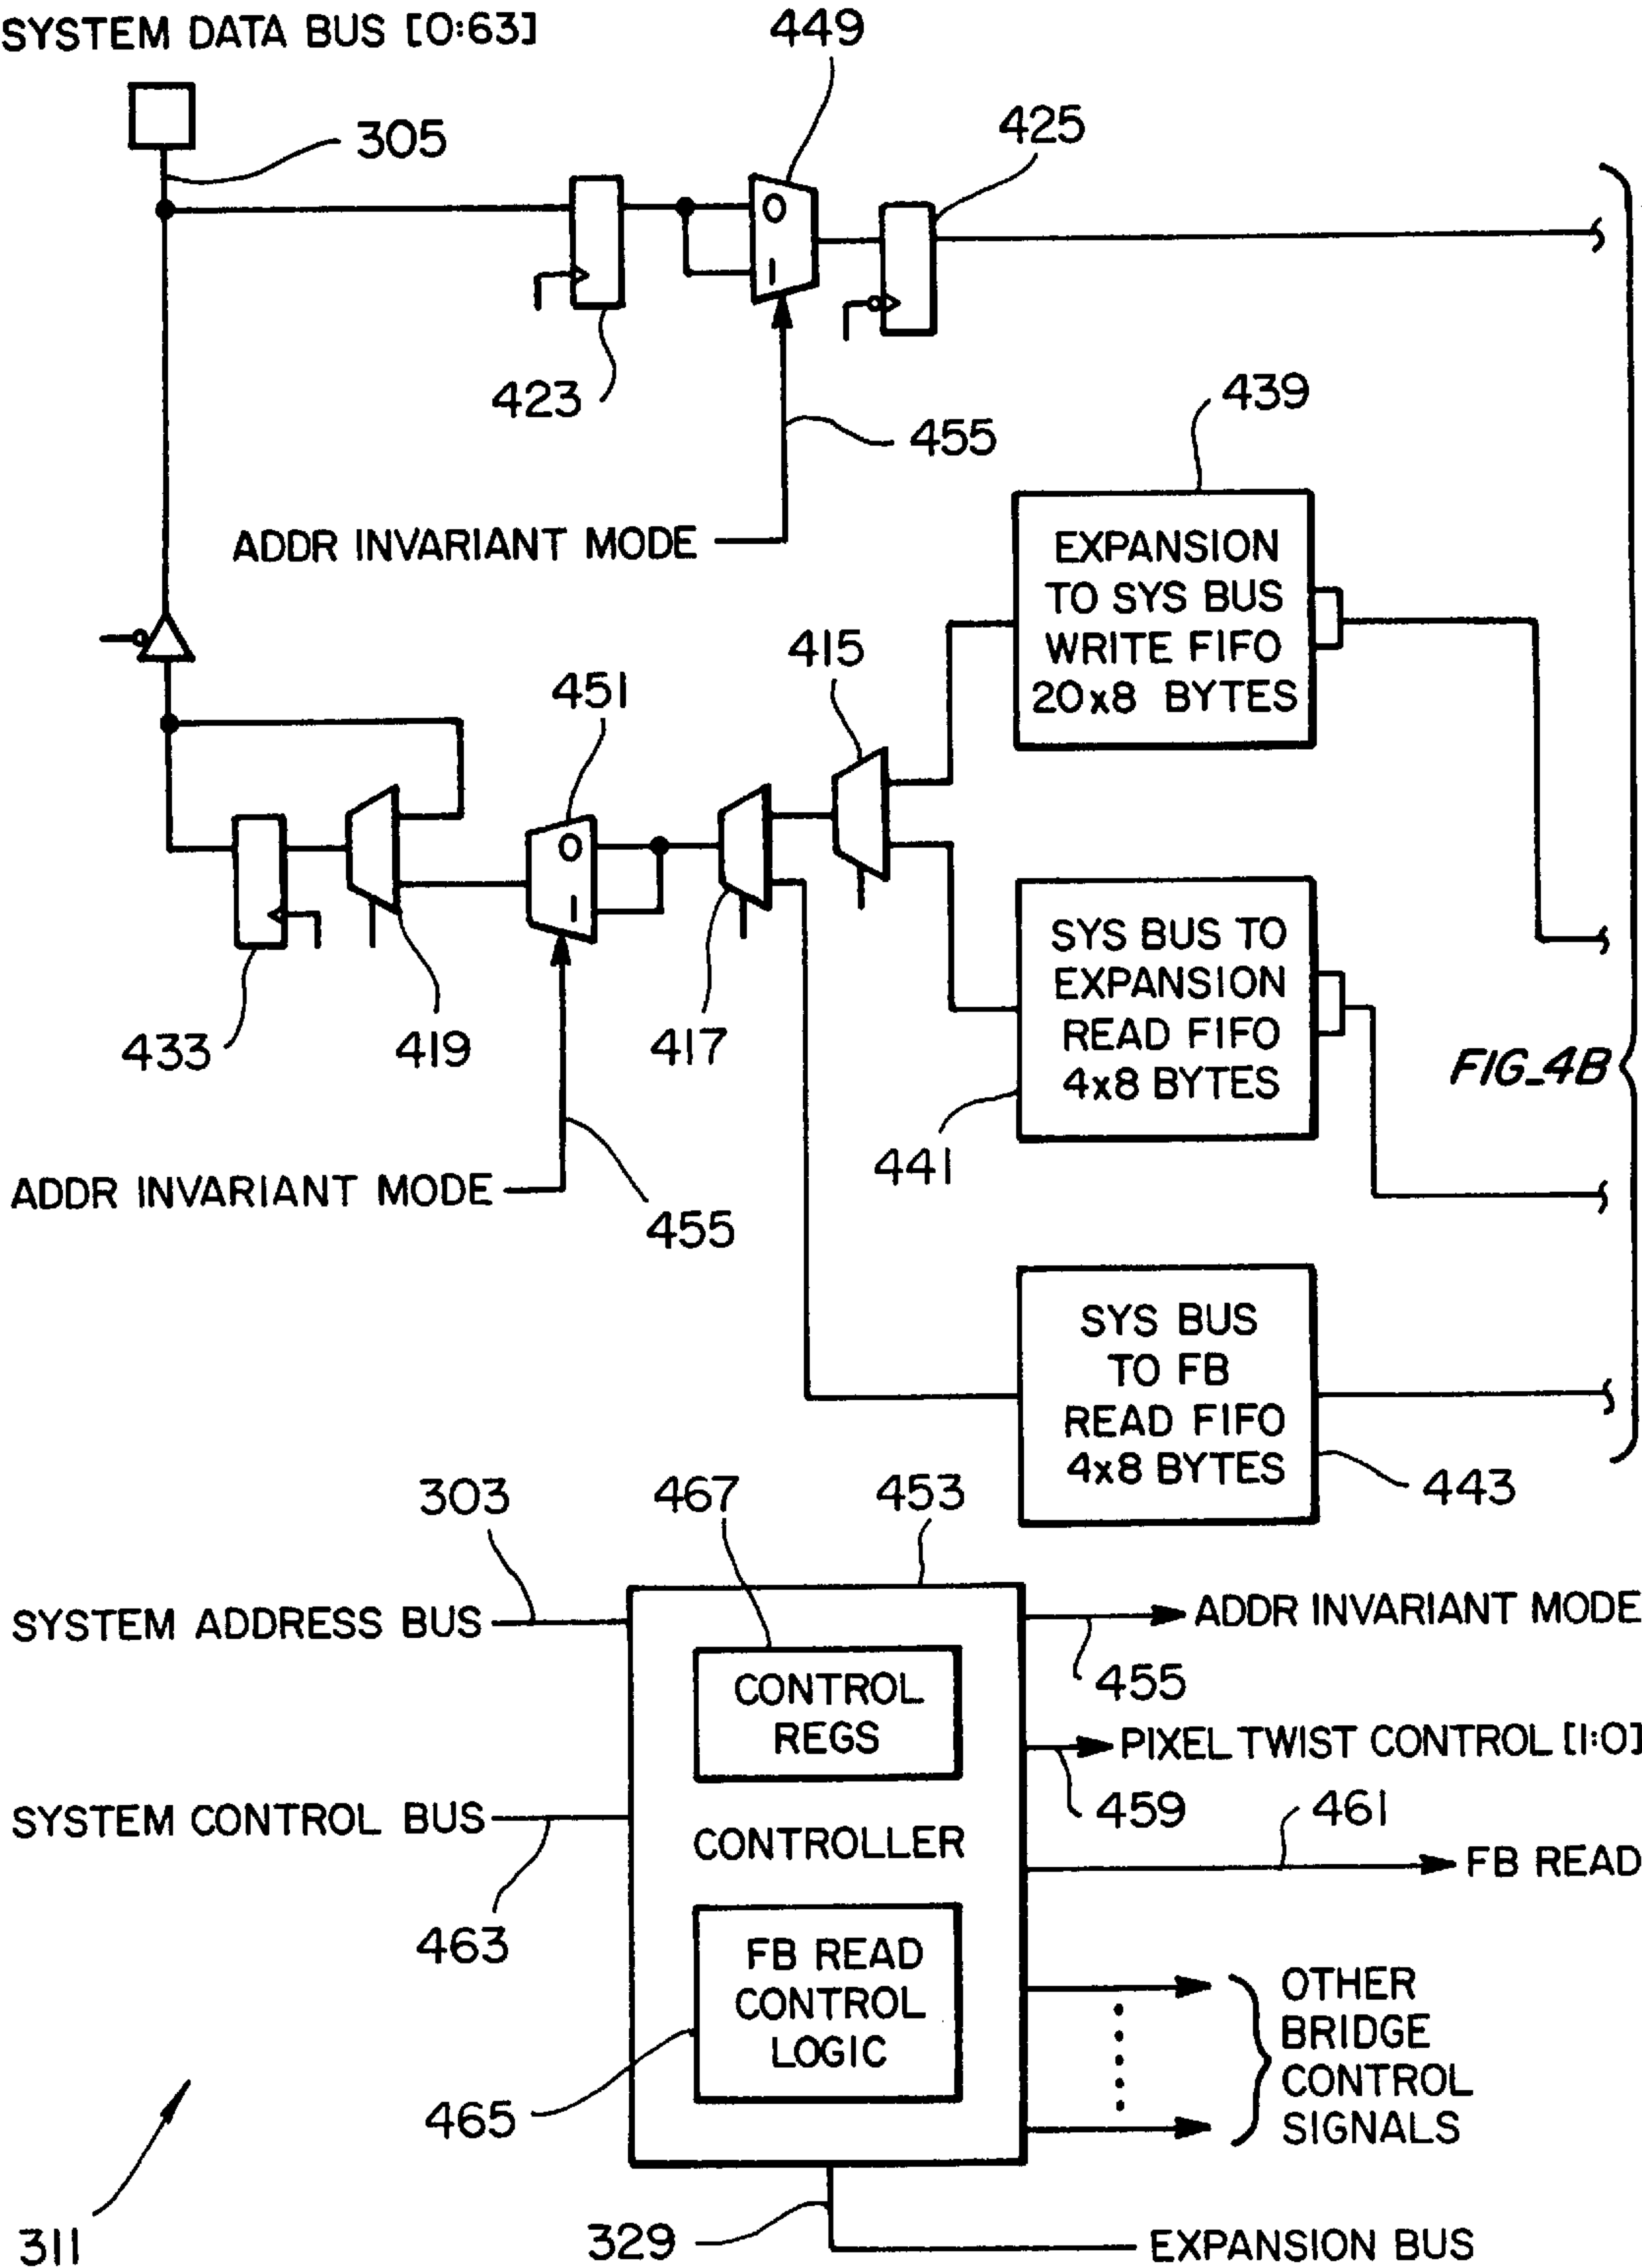 SYSTEM DATA BUS [0:63]
449
305
425
0
1
423
455
439
ADDR INVARIANT MODE
EXPANSION
TO SYS BUS
WRITE FIFO
20x8 BYTES
415
451
0
1
433
419
417
SYS BUS TO
EXPANSION
READ FIFO
4x8 BYTES
FIG_4B
441
ADDR INVARIANT MODE
455
SYS BUS
TO FB
READ FIFO
4x8 BYTES
443
303
467
453
SYSTEM ADDRESS BUS
ADDR INVARIANT MODE
455
CONTROL
REGS
PIXEL TWIST CONTROL [1:0]
459
SYSTEM CONTROL BUS
461
CONTROLLER
FB READ
463
FB READ
CONTROL
LOGIC
OTHER
BRIDGE
CONTROL
SIGNALS
465
311
329
EXPANSION BUS